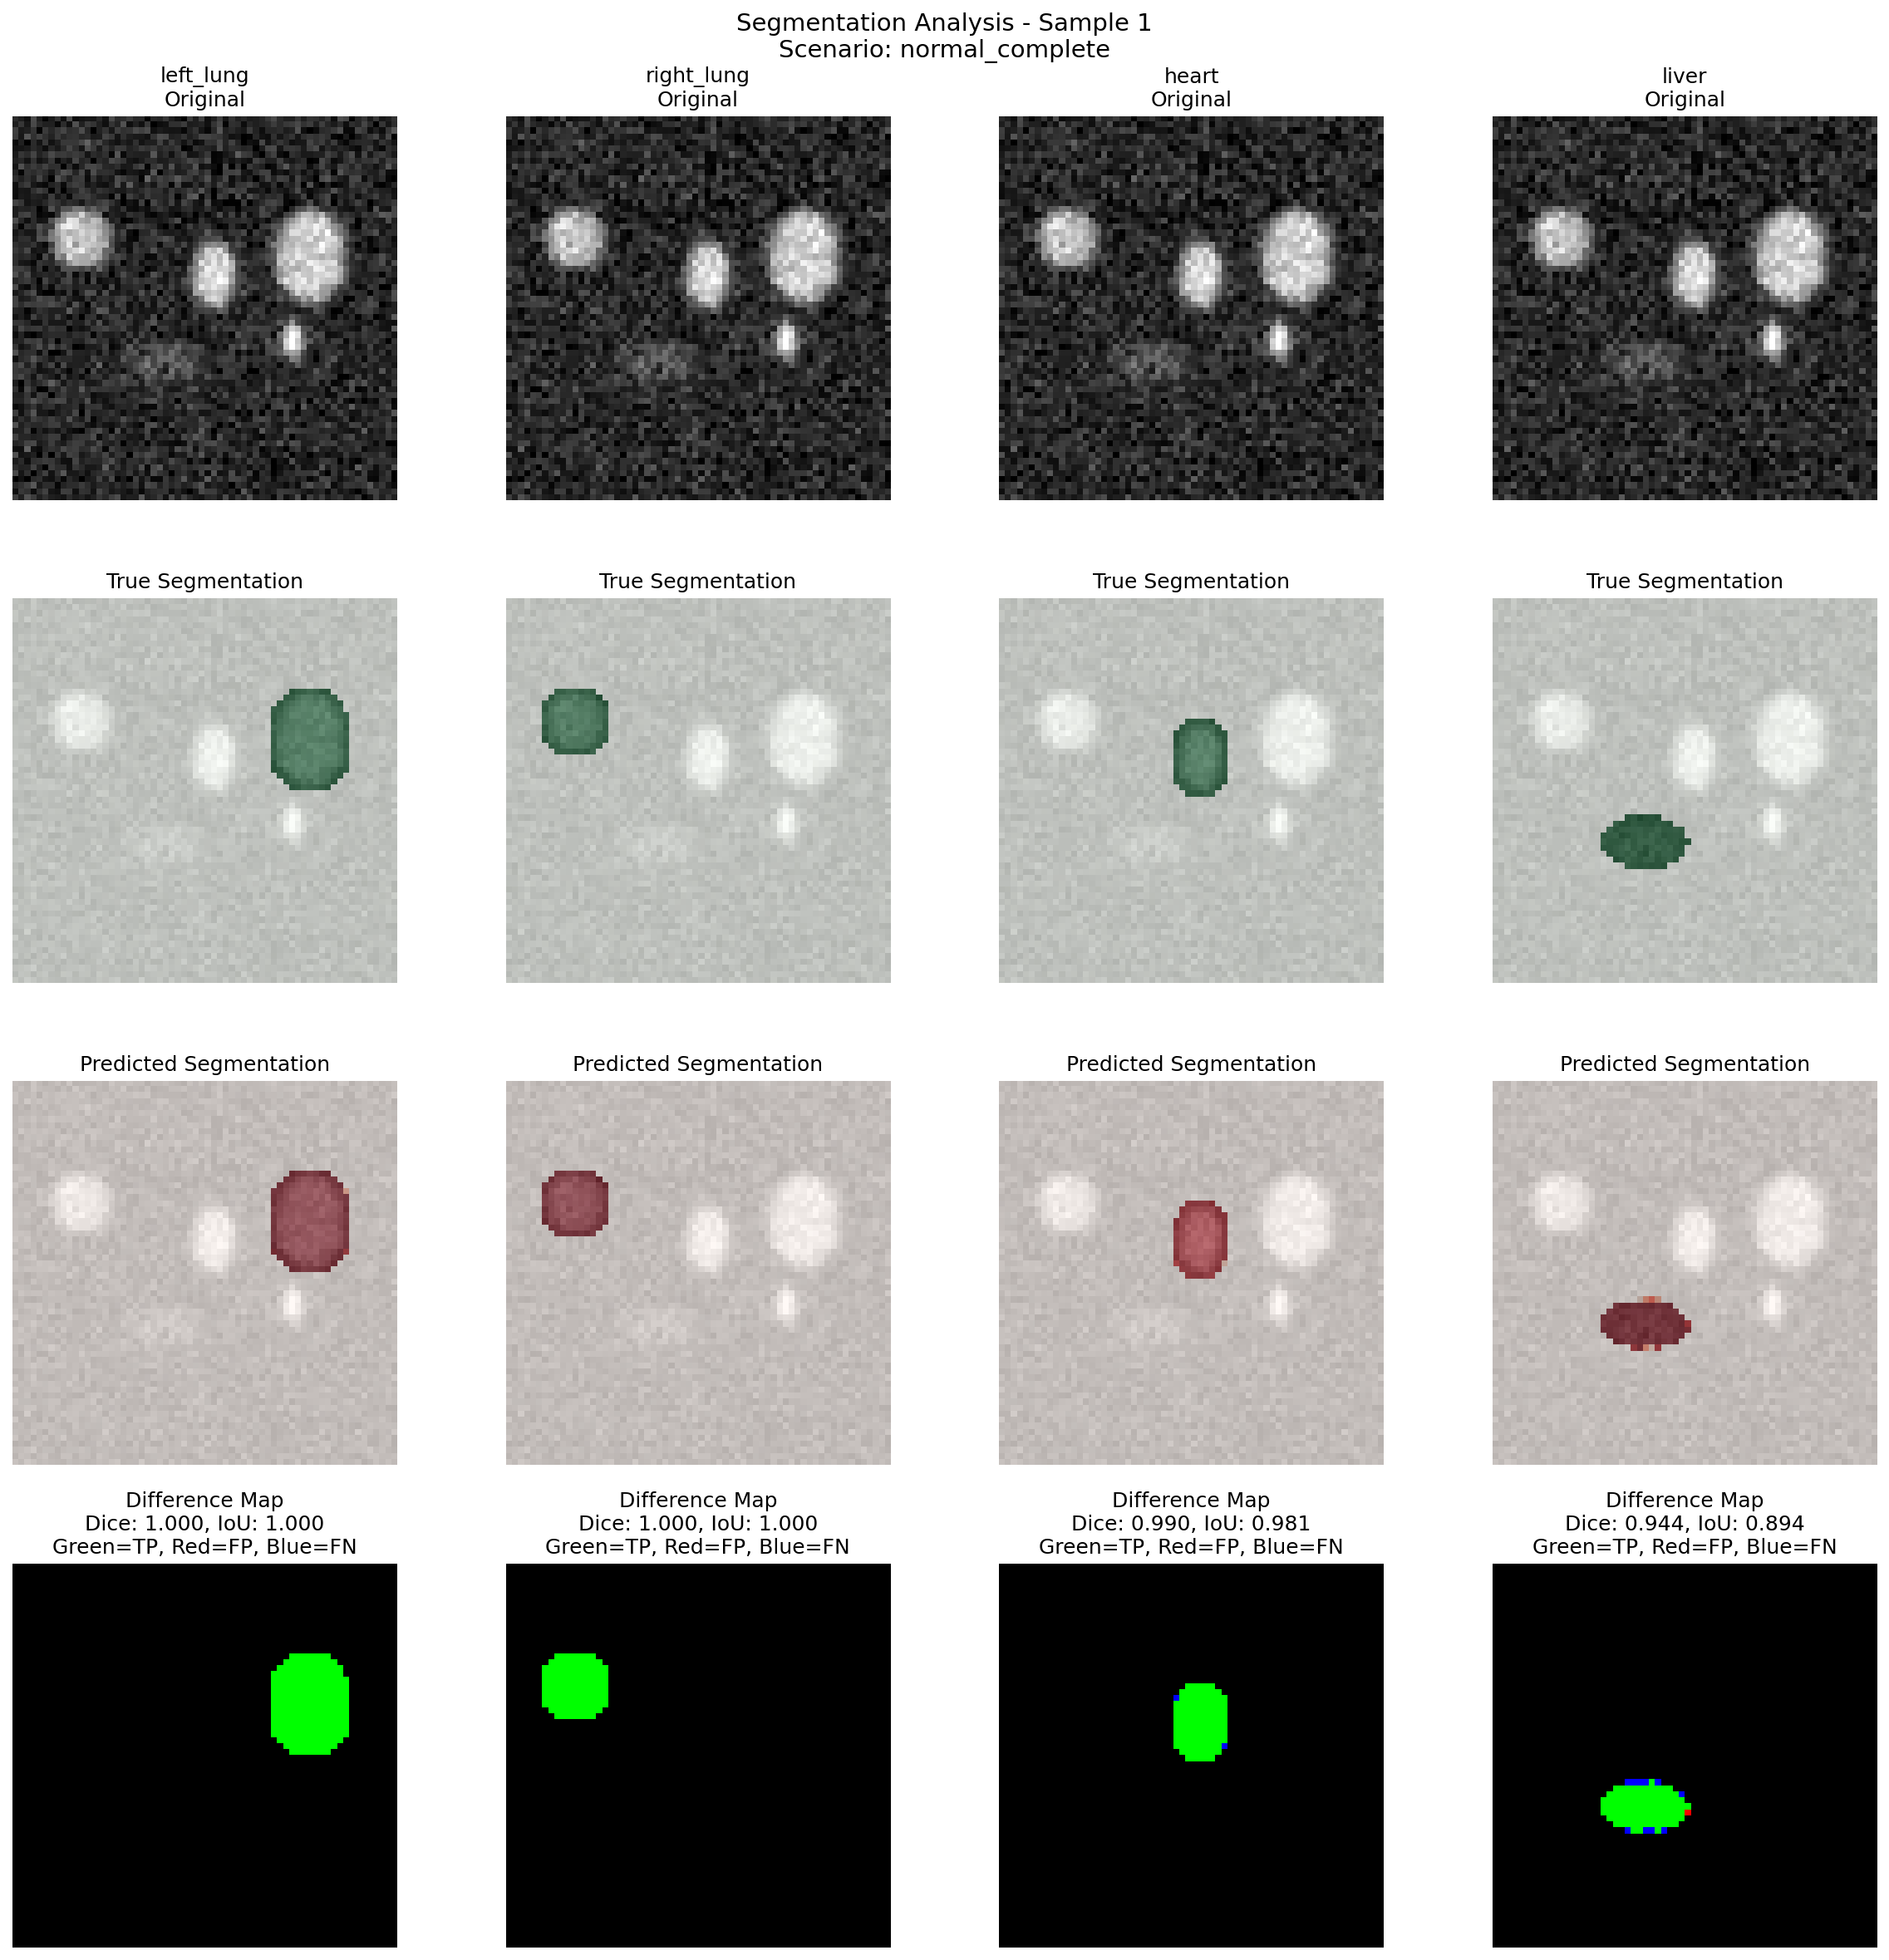 Segmentation Analysis - Sample 1
Scenario: normal_complete
left_lung
Original
right_lung
Original
heart
Original
liver
Original
True Segmentation
True Segmentation
True Segmentation
True Segmentation
Predicted Segmentation
Predicted Segmentation
Predicted Segmentation
Predicted Segmentation
Difference Map
Dice: 1.000, IoU: 1.000
Green=TP, Red=FP, Blue=FN
Difference Map
Dice: 1.000, IoU: 1.000
Green=TP, Red=FP, Blue=FN
Difference Map
Dice: 0.990, IoU: 0.981
Green=TP, Red=FP, Blue=FN
Difference Map
Dice: 0.944, IoU: 0.894
Green=TP, Red=FP, Blue=FN